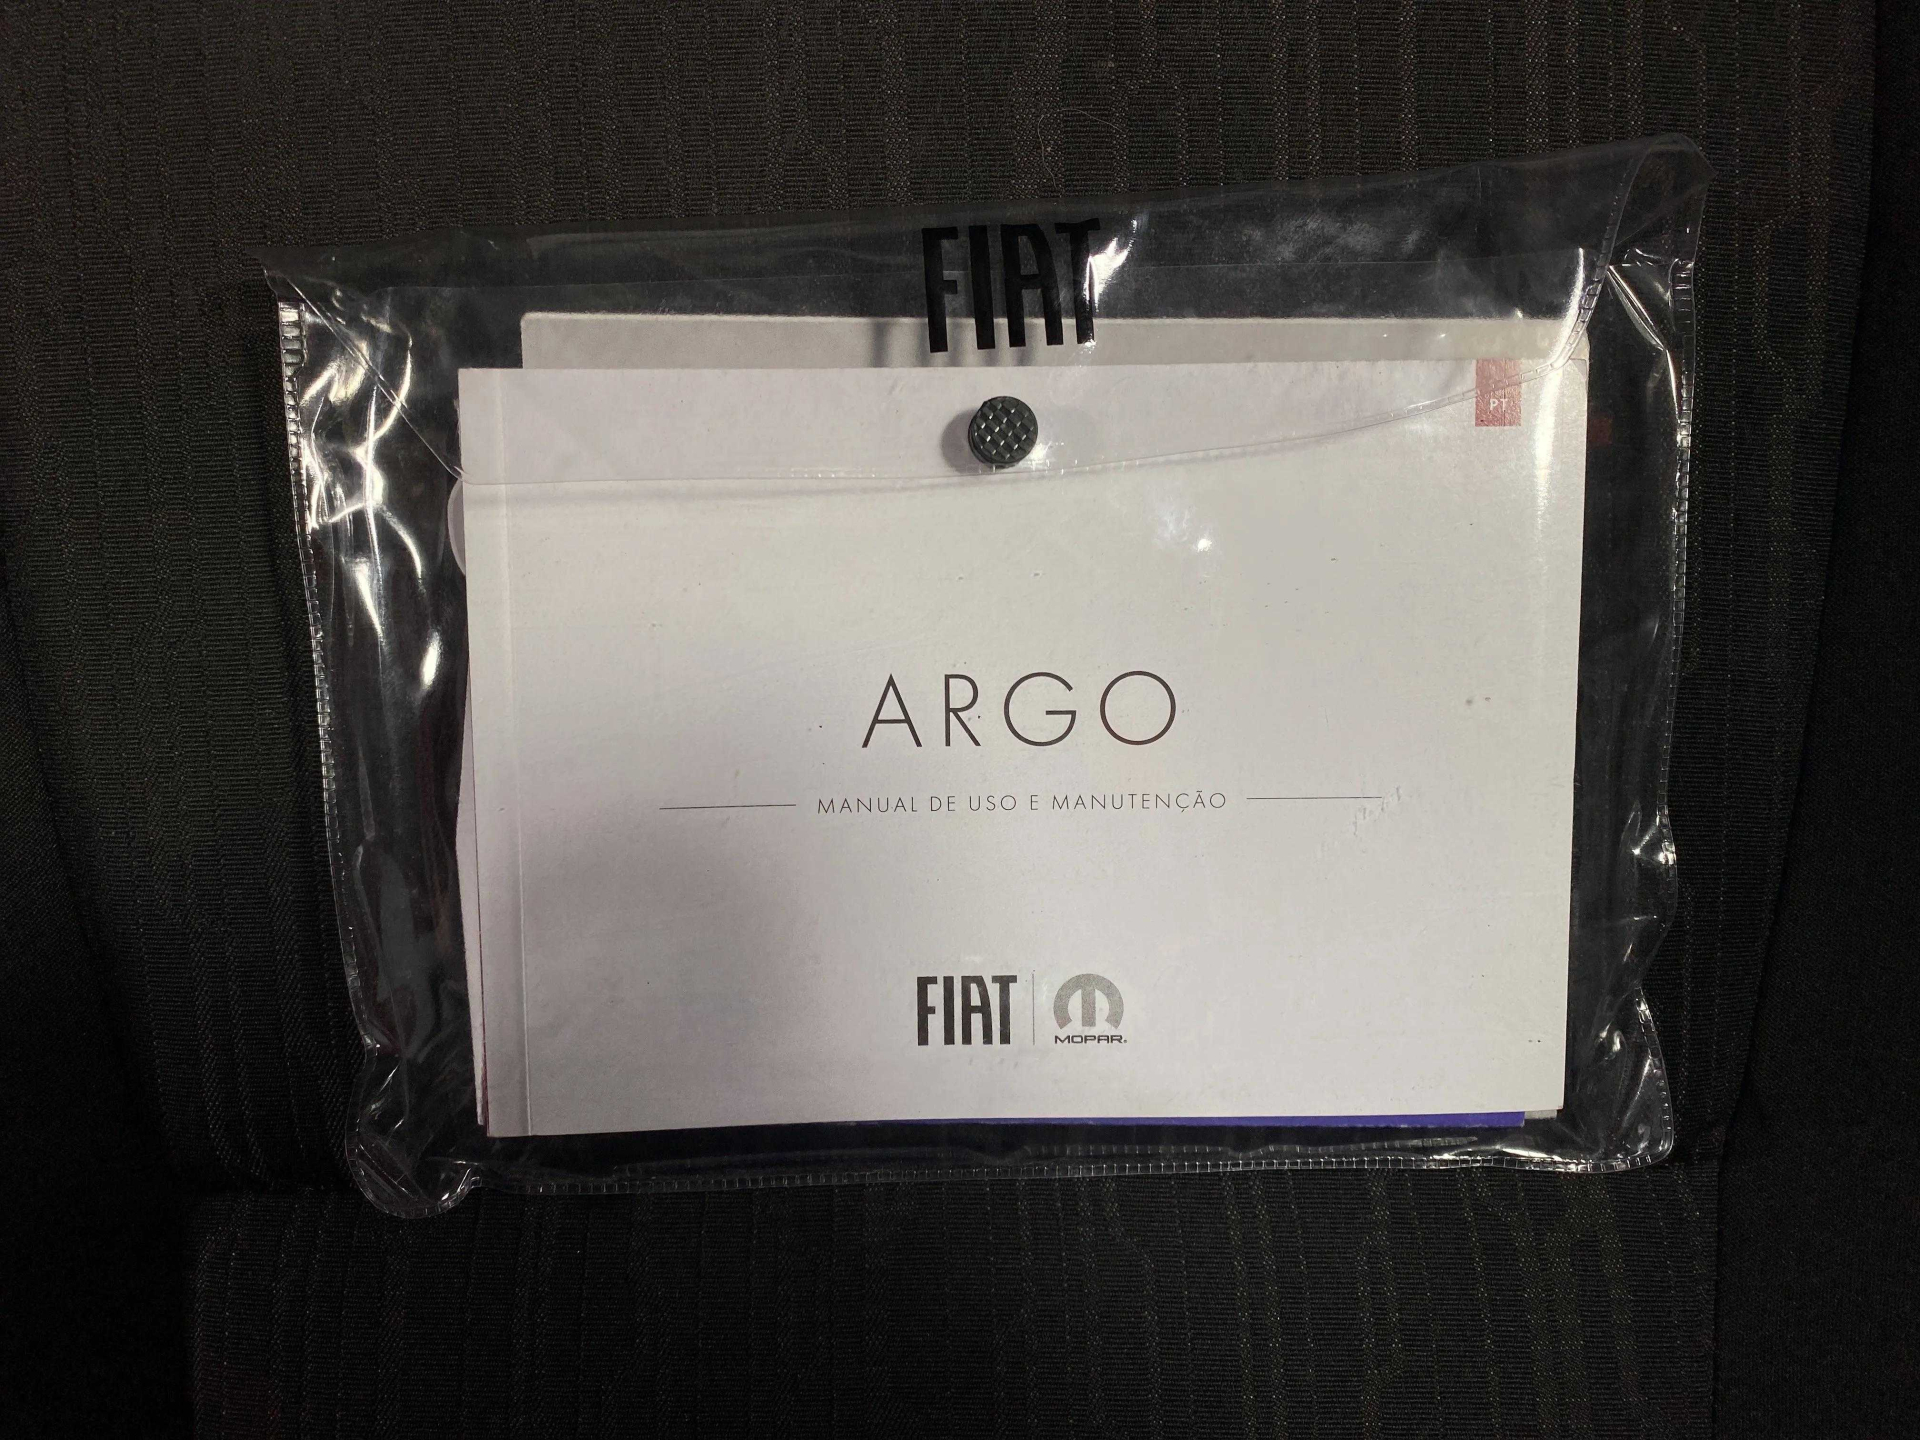 FIAT
PT
ARGO
MANUAL DE USO E MANUTENÇÃO
FIAT
MOPAR®